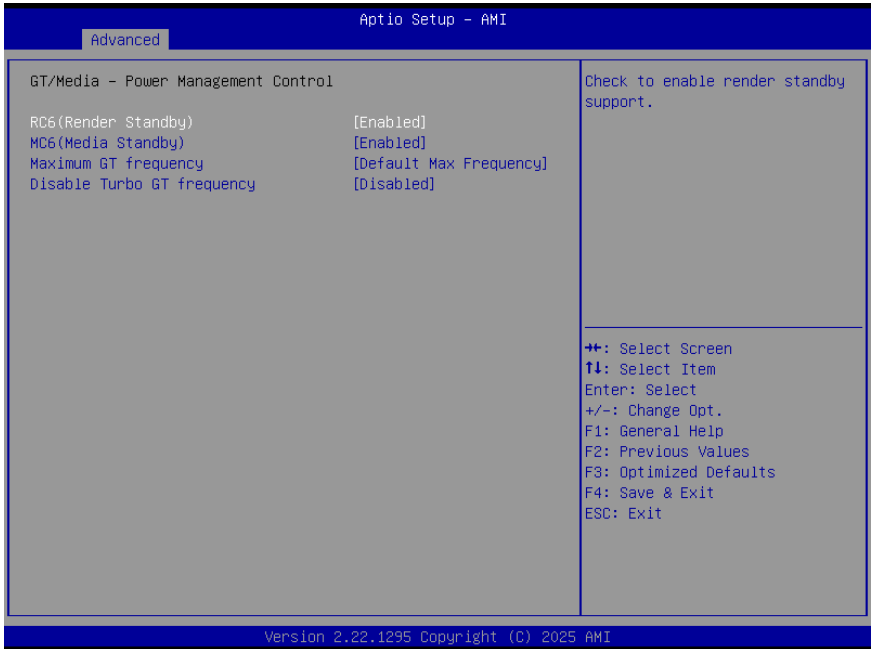 Aptio Setup – AMI
Advanced
GT/Media – Power Management Control
RC6(Render Standby) [Enabled]
MC6(Media Standby) [Enabled]
Maximum GT frequency [Default Max Frequency]
Disable Turbo GT frequency [Disabled]
Check to enable render standby
support.
→←: Select Screen
↑↓: Select Item
Enter: Select
+/-: Change Opt.
F1: General Help
F2: Previous Values
F3: Optimized Defaults
F4: Save & Exit
ESC: Exit
Version 2.22.1295 Copyright (C) 2025 AMI